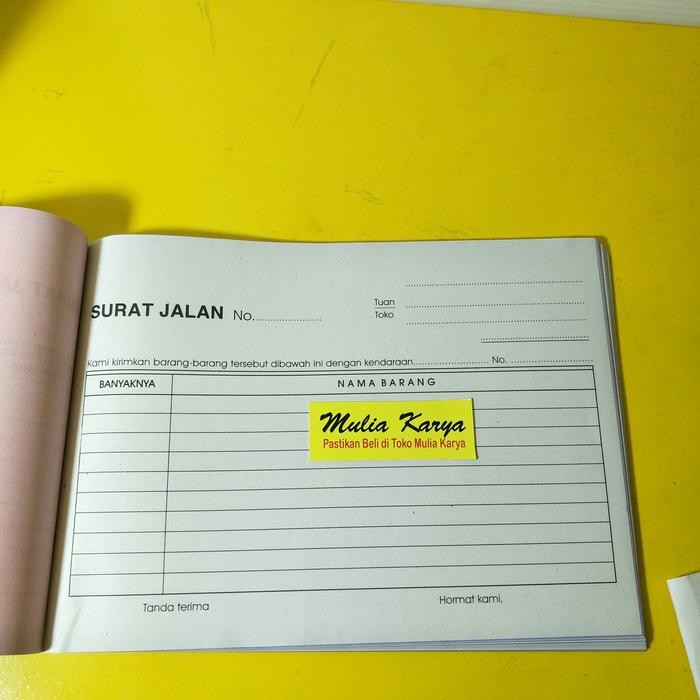 SURAT JALAN No.....................
Tuan
Toko
Kami kirimkan barang-barang tersebut dibawah ini dengan kendaraan........................ No. ........................
BANYAKNYA NAMA BARANG
Mulia Karya
Pastikan Beli di Toko Mulia Karya
Tanda terima Hormat kami,